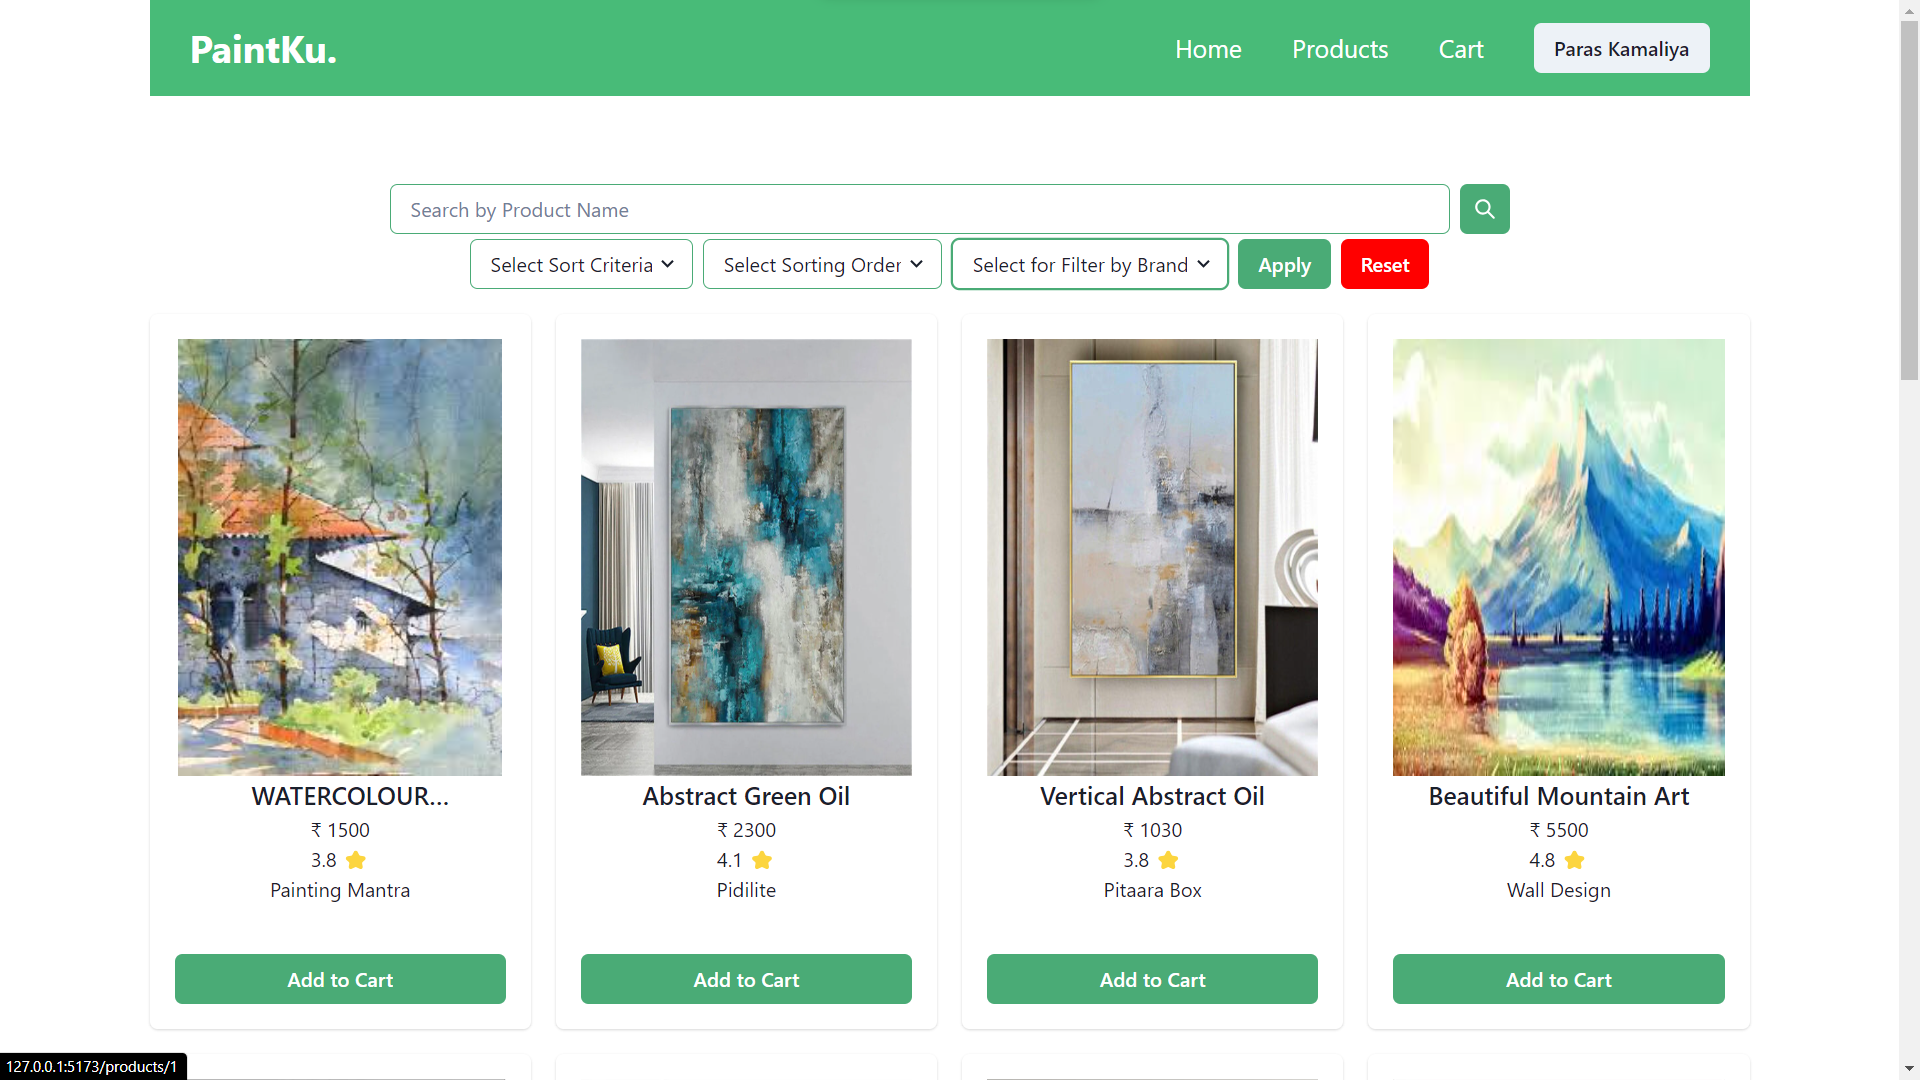 PaintKu.
Home Products Cart Paras Kamaliya
Search by Product Name
Select Sort Criteria Select Sorting Order Select for Filter by Brand Apply Reset
WATERCOLOUR... Abstract Green Oil Vertical Abstract Oil Beautiful Mountain Art
₹ 1500 ₹ 2300 ₹ 1030 ₹ 5500
3.8 4.1 3.8 4.8
Painting Mantra Pidilite Pitaara Box Wall Design
Add to Cart Add to Cart Add to Cart Add to Cart
127.0.0.1:5173/products/1